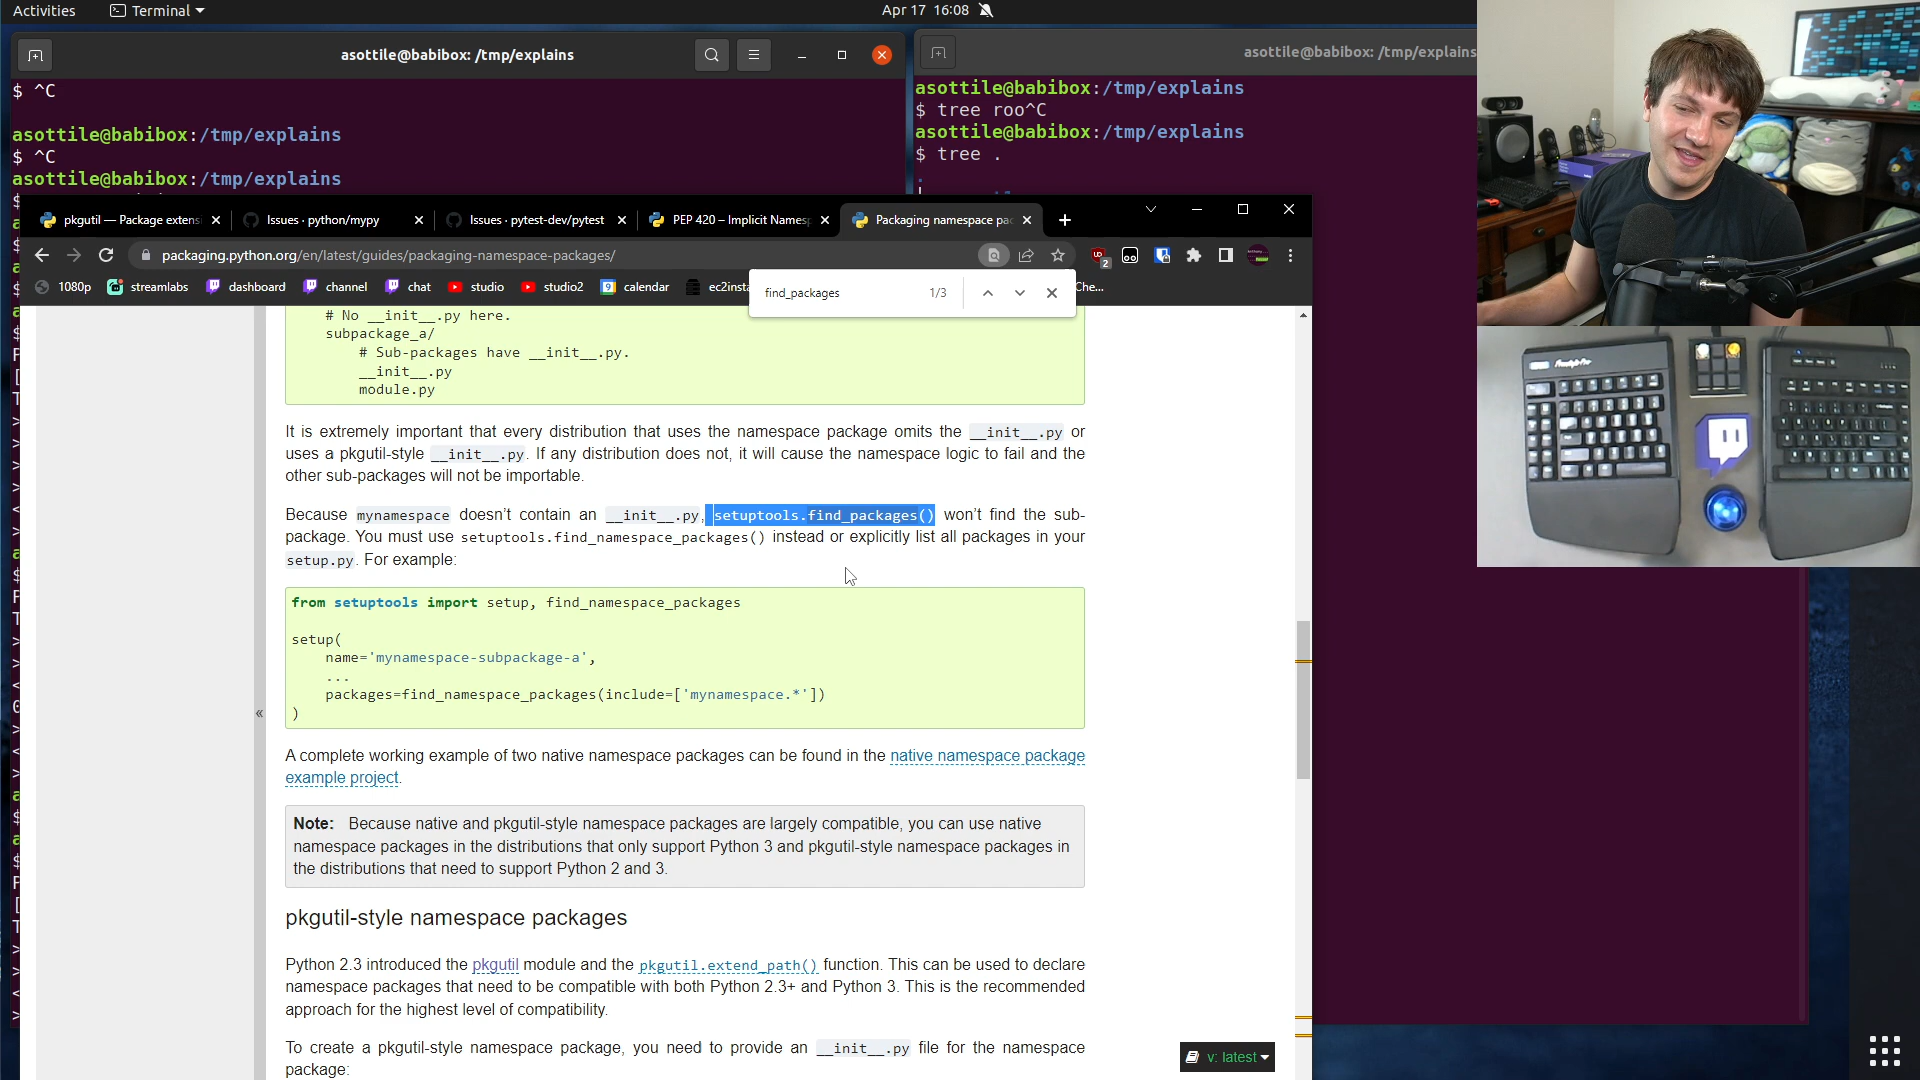 Activities
Terminal
Apr 17 16:08
asottile@babibox: /tmp/explains
$ ^C
asottile@babibox:/tmp/explains
$ ^C
asottile@babibox:/tmp/explains
asottile@babibox: /tmp/explains
asottile@babibox:/tmp/explains
$ tree roo^C
asottile@babibox:/tmp/explains
$ tree .
pkgutil — Package extens
Issues · python/mypy
Issues · pytest-dev/pytest
PEP 420 – Implicit Names
Packaging namespace pac
packaging.python.org/en/latest/guides/packaging-namespace-packages/
1080p
streamlabs
dashboard
channel
chat
studio
studio2
calendar
ec2insta
Che...
find_packages
1/3
# No __init__.py here.
subpackage_a/
# Sub-packages have __init__.py.
__init__.py
module.py
It is extremely important that every distribution that uses the namespace package omits the __init__.py or
uses a pkgutil-style __init__.py. If any distribution does not, it will cause the namespace logic to fail and the
other sub-packages will not be importable.
Because mynamespace doesn’t contain an __init__.py, setuptools.find_packages() won’t find the sub-
package. You must use setuptools.find_namespace_packages() instead or explicitly list all packages in your
setup.py. For example:
from setuptools import setup, find_namespace_packages
setup(
name='mynamespace-subpackage-a',
...
packages=find_namespace_packages(include=['mynamespace.*'])
)
A complete working example of two native namespace packages can be found in the native namespace package
example project.
Note: Because native and pkgutil-style namespace packages are largely compatible, you can use native
namespace packages in the distributions that only support Python 3 and pkgutil-style namespace packages in
the distributions that need to support Python 2 and 3.
pkgutil-style namespace packages
Python 2.3 introduced the pkgutil module and the pkgutil.extend_path() function. This can be used to declare
namespace packages that need to be compatible with both Python 2.3+ and Python 3. This is the recommended
approach for the highest level of compatibility.
To create a pkgutil-style namespace package, you need to provide an __init__.py file for the namespace
package:
v: latest